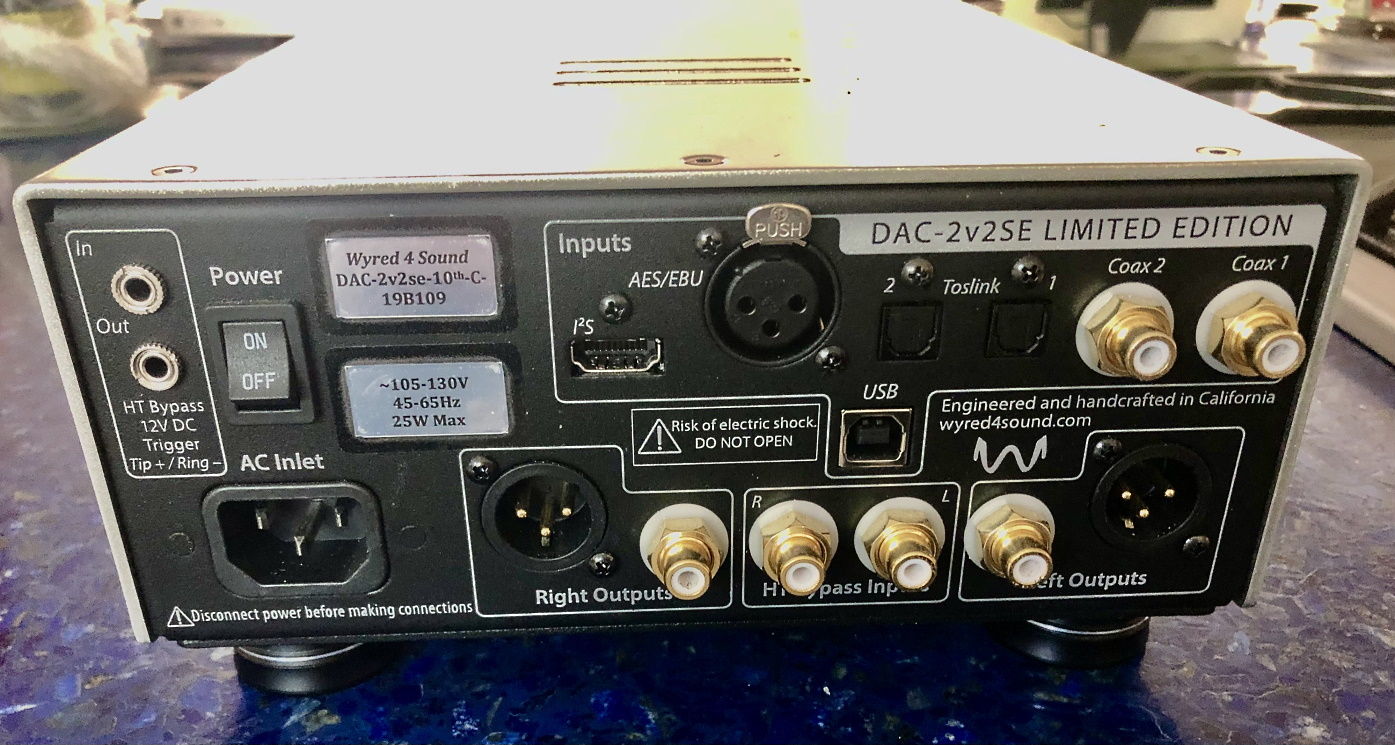 In
Out
HT Bypass
12V DC
Trigger
Tip + / Ring –
Power
ON
OFF
Wyred 4 Sound
DAC-2v2se-10th-C-
19B109
~105-130V
45-65Hz
25W Max
AC Inlet
Disconnect power before making connections
Inputs
AES/EBU
PUSH
I²S
DAC-2v2SE LIMITED EDITION
2 Toslink 1
Coax 2
Coax 1
USB
Risk of electric shock.
DO NOT OPEN
Engineered and handcrafted in California
wyred4sound.com
Right Outputs
R
L
HT Bypass Inputs
Left Outputs